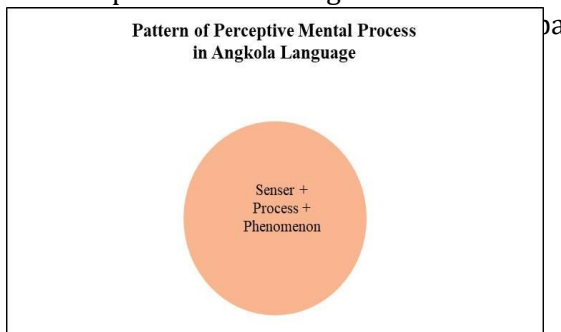 Pattern of Perceptive Mental Process
in Angkola Language
Senser +
Process +
Phenomenon